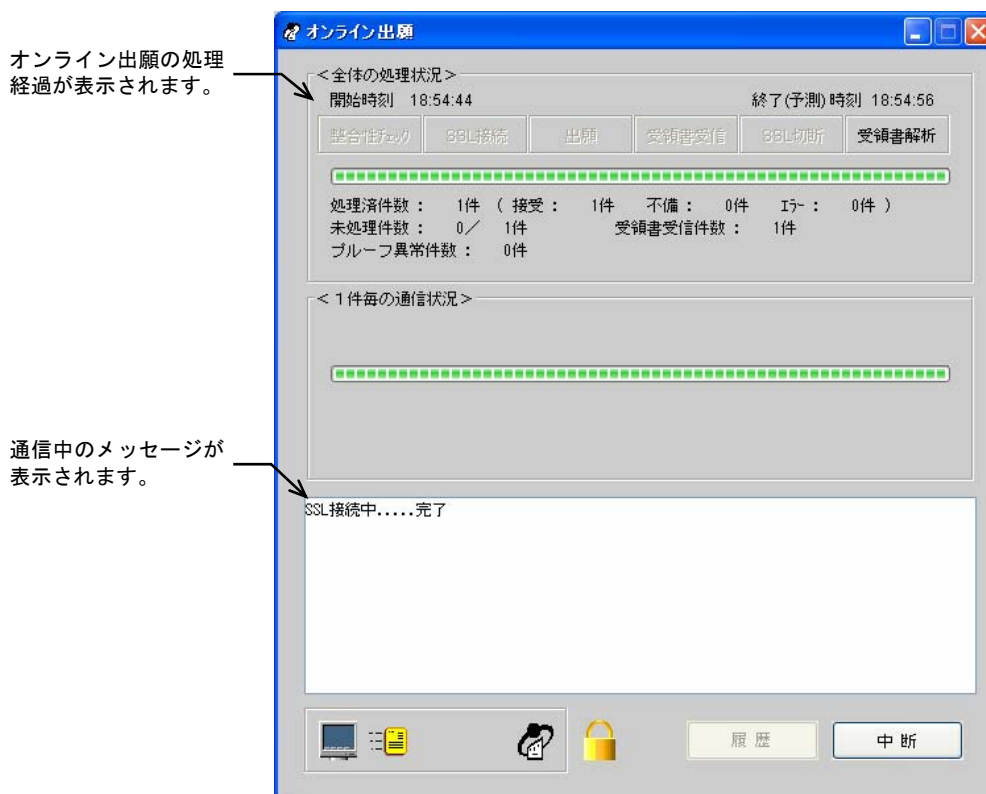 オンライン出願
オンライン出願の処理
経過が表示されます。
＜全体の処理状況＞
開始時刻 18:54:44 終了(予測)時刻 18:54:56
整合性ﾁｪｯｸ SSL接続 出願 受領書受信 SSL切断 受領書解析
処理済件数： 1件 （ 接受： 1件 不備： 0件 ｴﾗｰ： 0件 ）
未処理件数： 0／ 1件 受領書受信件数： 1件
プルーフ異常件数： 0件
＜１件毎の通信状況＞
通信中のメッセージが
表示されます。
SSL接続中.....完了
履 歴 中 断